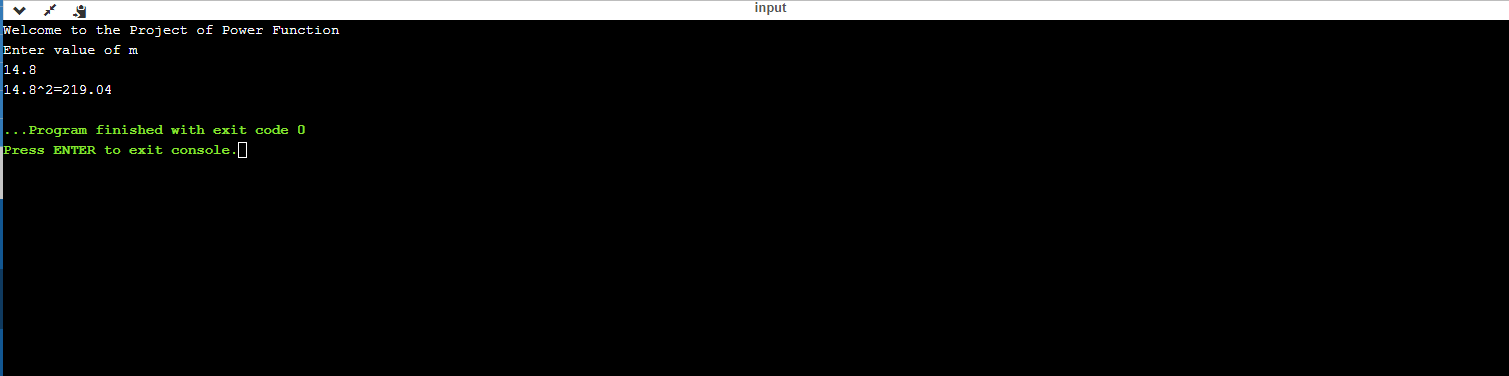 input
Welcome to the Project of Power Function
Enter value of m
14.8
14.8^2=219.04
...Program finished with exit code 0
Press ENTER to exit console.